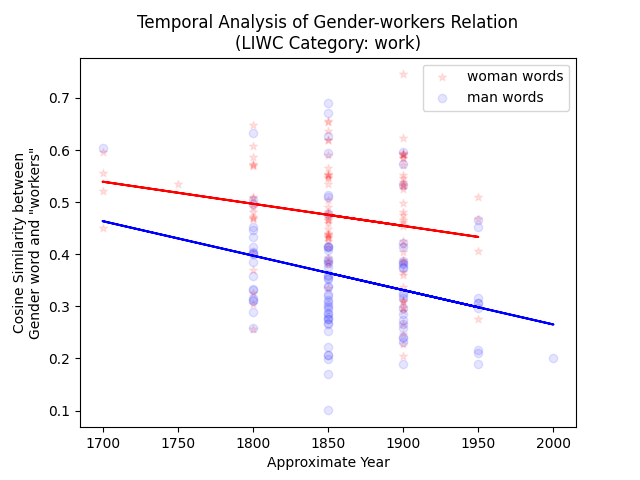 Temporal Analysis of Gender-workers Relation
(LIWC Category: work)
woman words
man words
Cosine Similarity between
Gender word and "workers"
0.7
0.6
0.5
0.4
0.3
0.2
0.1
1700 1750 1800 1850 1900 1950 2000
Approximate Year